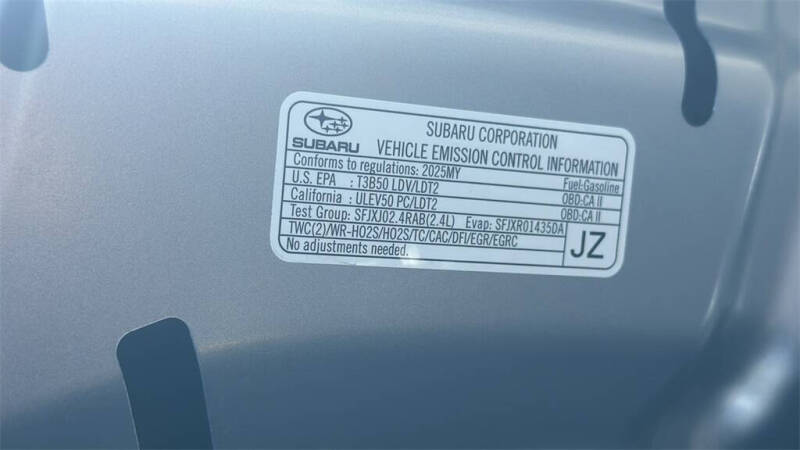 SUBARU
SUBARU CORPORATION
VEHICLE EMISSION CONTROL INFORMATION
Conforms to regulations: 2025MY
Fuel-Gasoline
U.S. EPA : T3B50 LDV/LDT2
OBD:CA II
California : ULEV50 PC/LDT2
OBD:CA II
Test Group: SFJXJ02.4RAB(2.4L) Evap: SFJXR0143SDA
TWC(2)/WR-HO2S/HO2S/TC/CAC/DFI/EGR/EGRC
No adjustments needed.
JZ